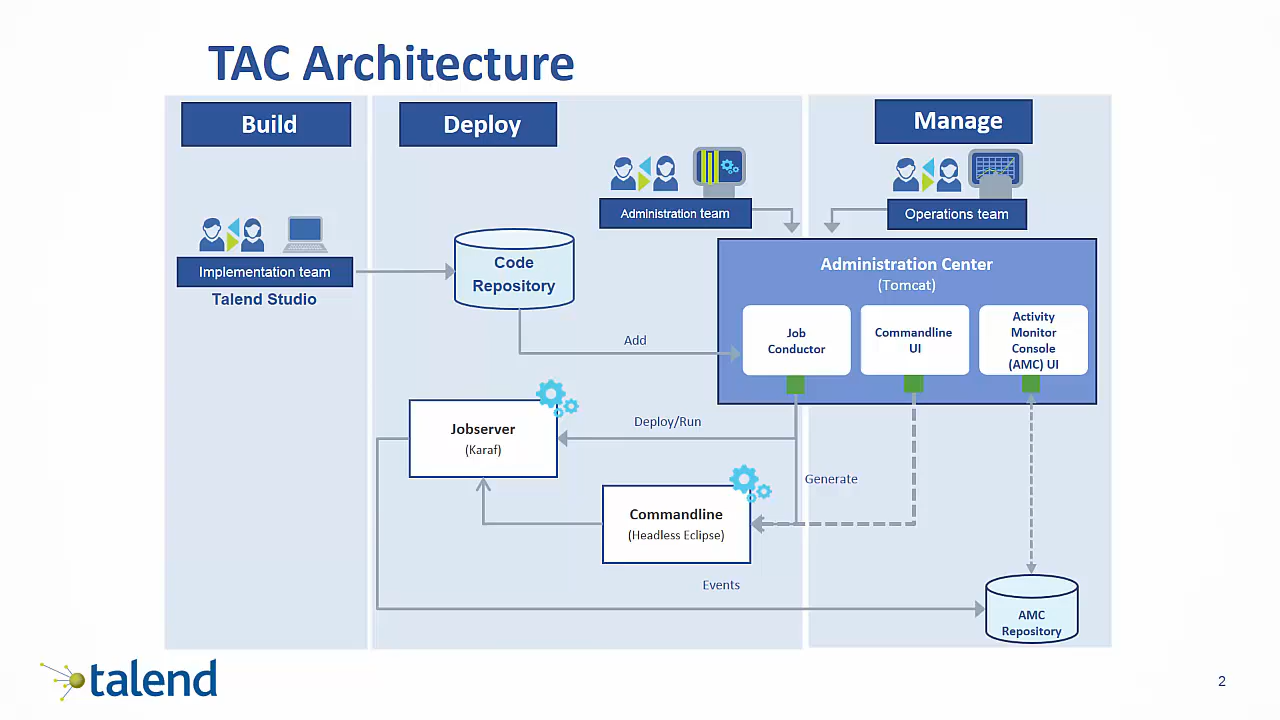 TAC Architecture
Build
Deploy
Manage
Administration team
Operations team
Implementation team
Talend Studio
Code
Repository
Administration Center
(Tomcat)
Job
Conductor
Commandline
UI
Activity
Monitor
Console
(AMC) UI
Add
Jobserver
(Karaf)
Deploy/Run
Generate
Commandline
(Headless Eclipse)
Events
AMC
Repository
talend
2